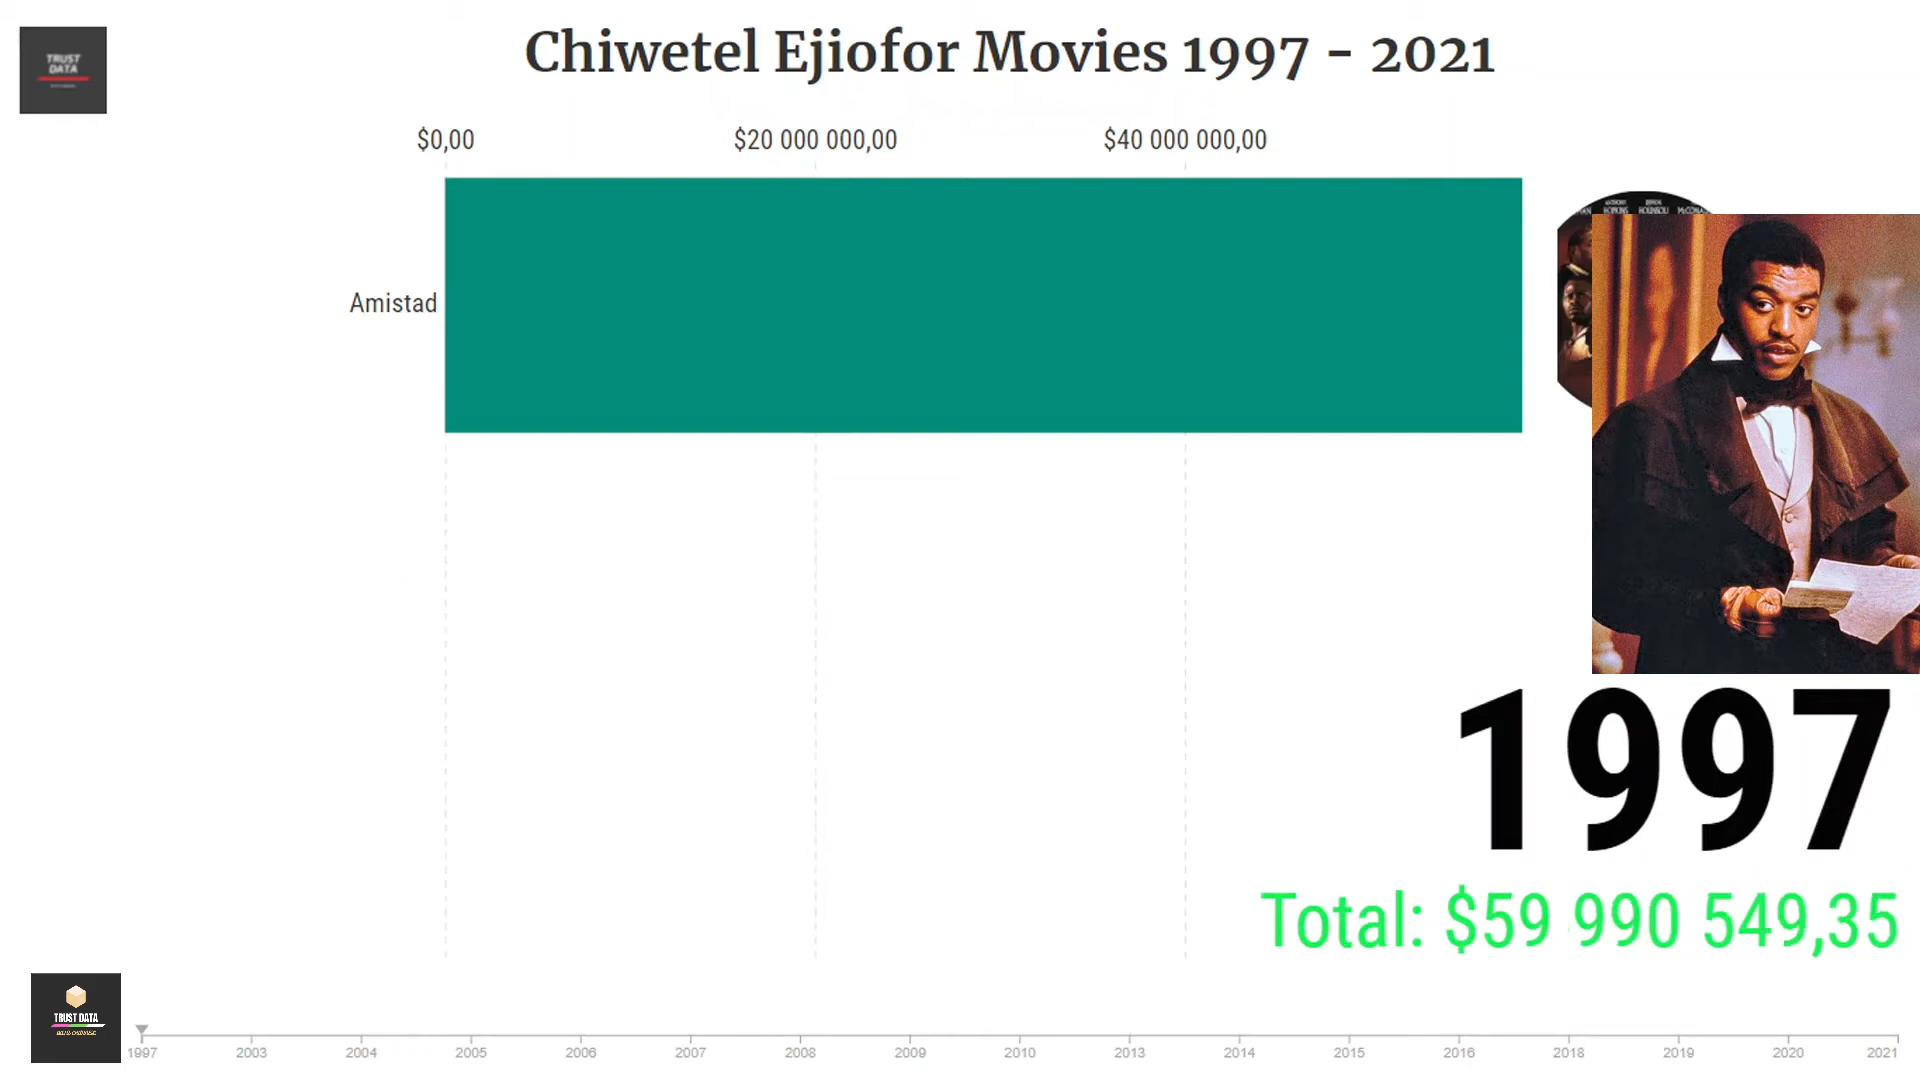 Chiwetel Ejiofor Movies 1997 - 2021
TRUST
DATA
$0,00 $20 000 000,00 $40 000 000,00
HOPKINS HOUNSOU
Amistad
1997
Total: $59 990 549,35
TRUST DATA
1997 2003 2004 2005 2006 2007 2008 2009 2010 2013 2014 2015 2016 2018 2019 2020 2021